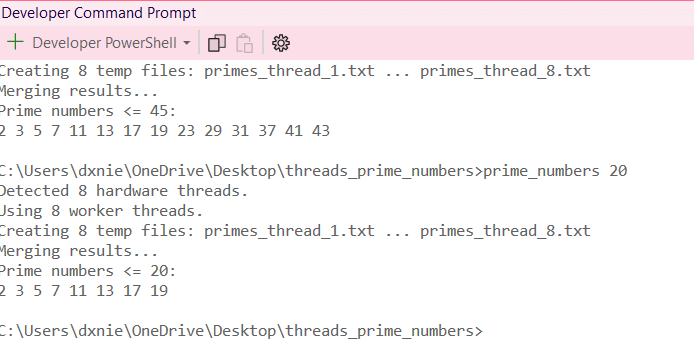 Developer Command Prompt
Developer PowerShell
Creating 8 temp files: primes_thread_1.txt ... primes_thread_8.txt
Merging results...
Prime numbers <= 45:
2 3 5 7 11 13 17 19 23 29 31 37 41 43
C:\Users\dxnie\OneDrive\Desktop\threads_prime_numbers>prime_numbers 20
Detected 8 hardware threads.
Using 8 worker threads.
Creating 8 temp files: primes_thread_1.txt ... primes_thread_8.txt
Merging results...
Prime numbers <= 20:
2 3 5 7 11 13 17 19
C:\Users\dxnie\OneDrive\Desktop\threads_prime_numbers>